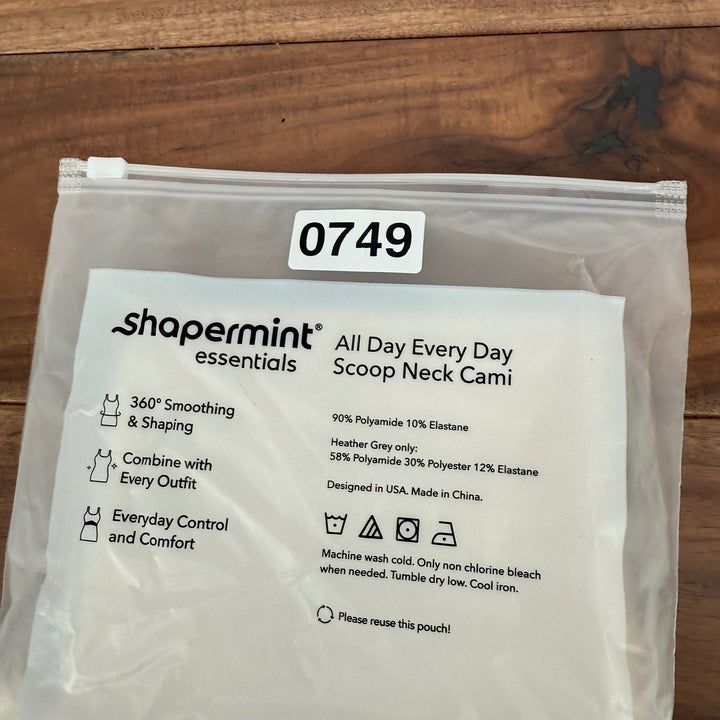 0749
shapermint®
essentials
360° Smoothing
& Shaping
Combine with
Every Outfit
Everyday Control
and Comfort
All Day Every Day
Scoop Neck Cami
90% Polyamide 10% Elastane
Heather Grey only:
58% Polyamide 30% Polyester 12% Elastane
Designed in USA. Made in China.
Machine wash cold. Only non chlorine bleach
when needed. Tumble dry low. Cool iron.
Please reuse this pouch!